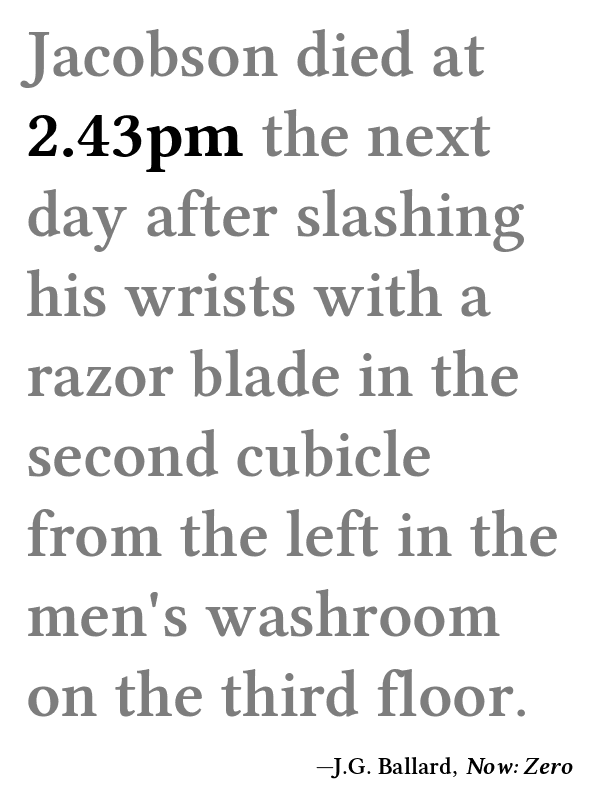 Jacobson died at
2.43pm the next
day after slashing
his wrists with a
razor blade in the
second cubicle
from the left in the
men's washroom
on the third floor.
—J.G. Ballard, Now: Zero